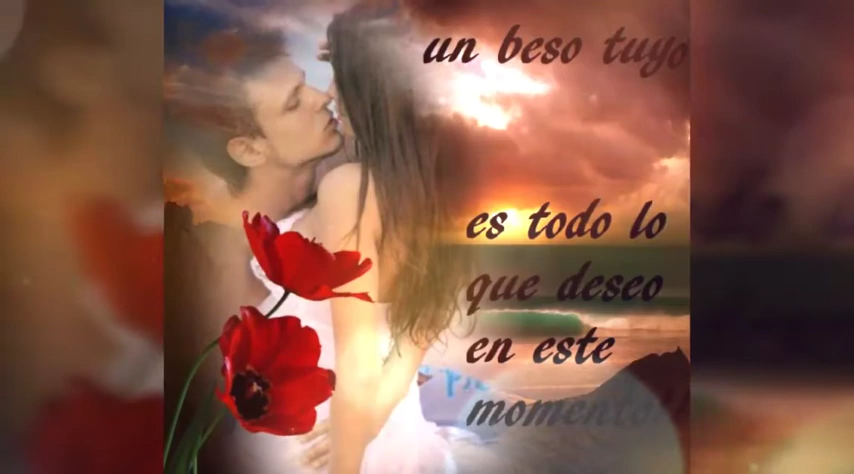 un beso tuyo
es todo lo
que deseo
en este
momento!!